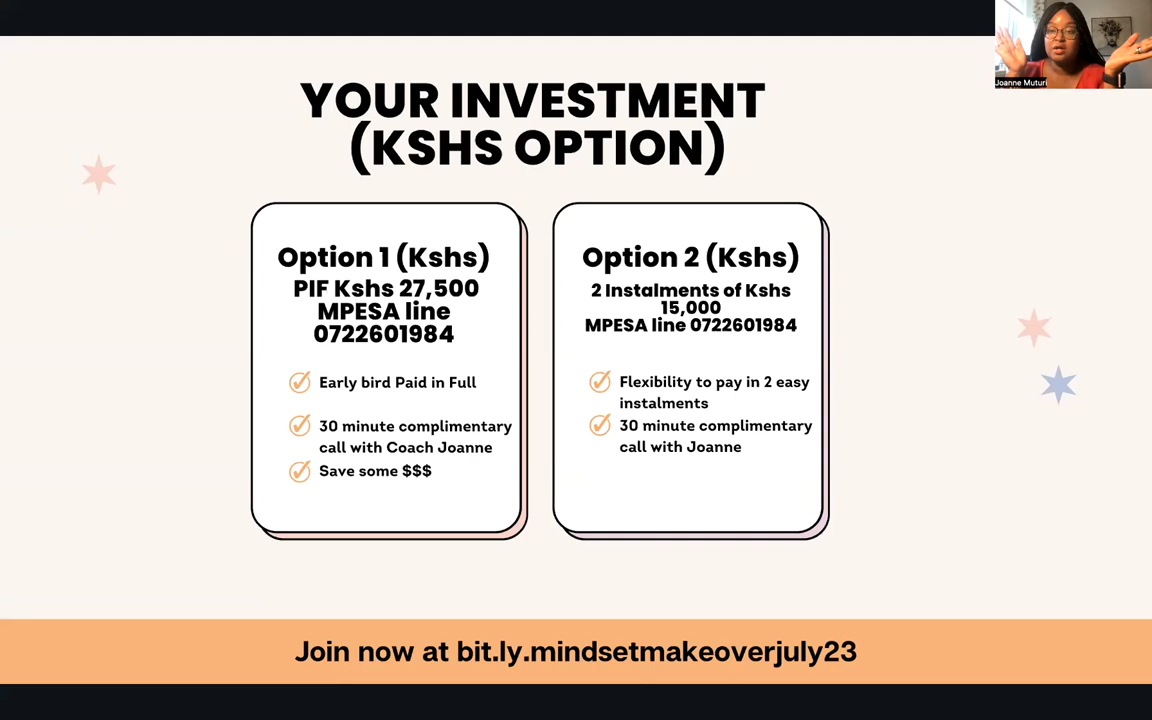 Joanne Muturi
YOUR INVESTMENT
(KSHS OPTION)
Option 1 (Kshs)
PIF Kshs 27,500
MPESA line
0722601984
Early bird Paid in Full
30 minute complimentary
call with Coach Joanne
Save some $$$
Option 2 (Kshs)
2 Instalments of Kshs
15,000
MPESA line 0722601984
Flexibility to pay in 2 easy
instalments
30 minute complimentary
call with Joanne
Join now at bit.ly.mindsetmakeoverjuly23